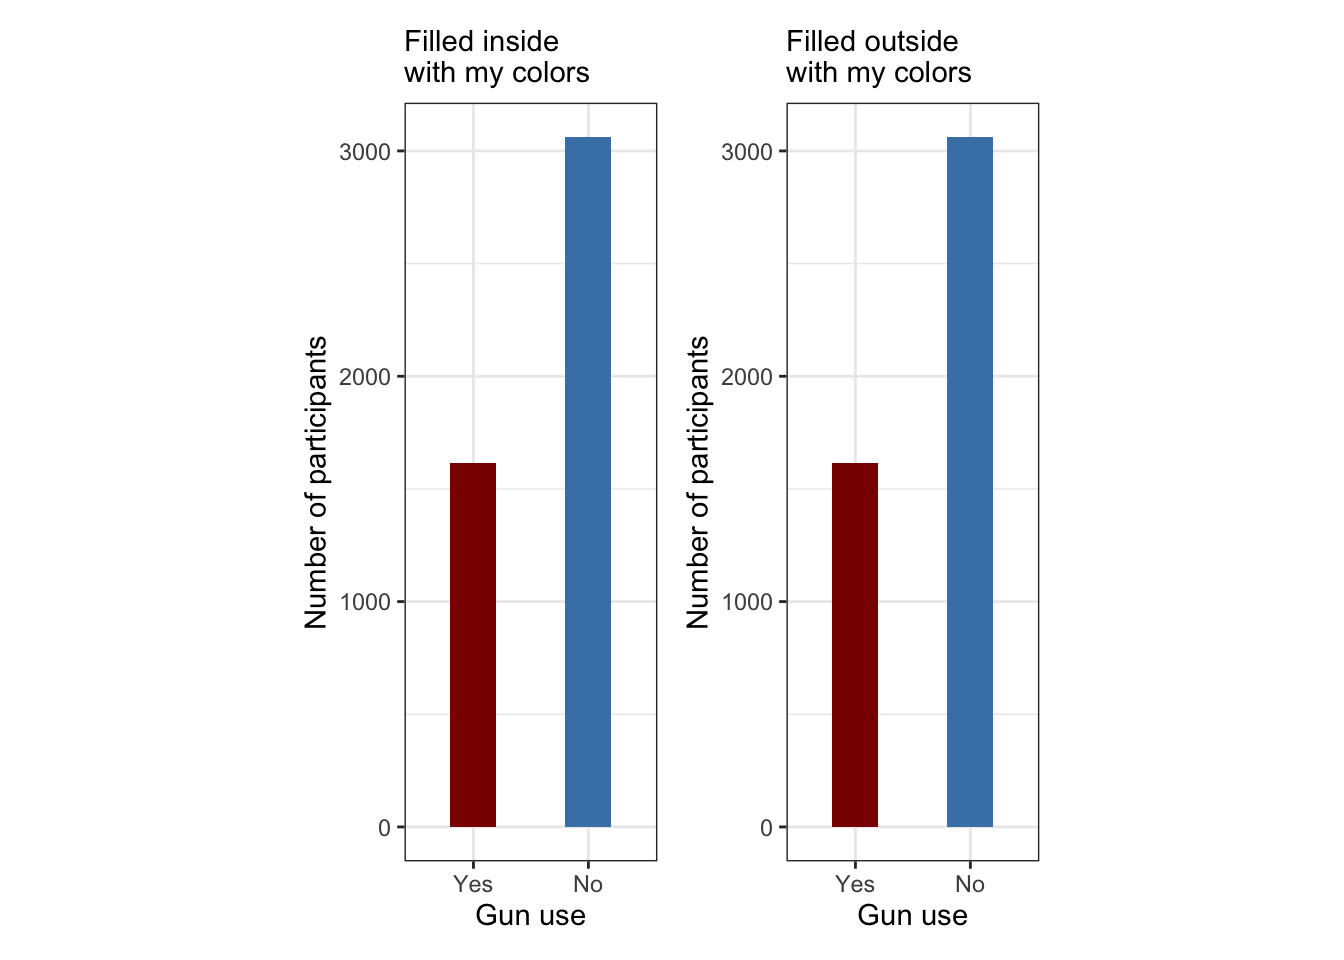 Filled inside
with my colors
Number of participants
3000
2000
1000
0
Yes No
Gun use
Filled outside
with my colors
Number of participants
3000
2000
1000
0
Yes No
Gun use